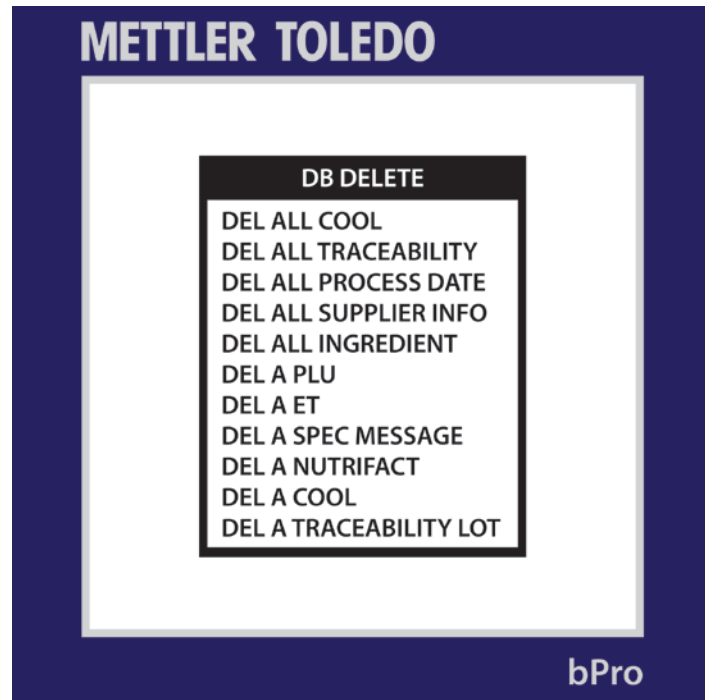 METTLER TOLEDO
DB DELETE
DEL ALL COOL
DEL ALL TRACEABILITY
DEL ALL PROCESS DATE
DEL ALL SUPPLIER INFO
DEL ALL INGREDIENT
DEL A PLU
DEL A ET
DEL A SPEC MESSAGE
DEL A NUTRIFACT
DEL A COOL
DEL A TRACEABILITY LOT
bPro